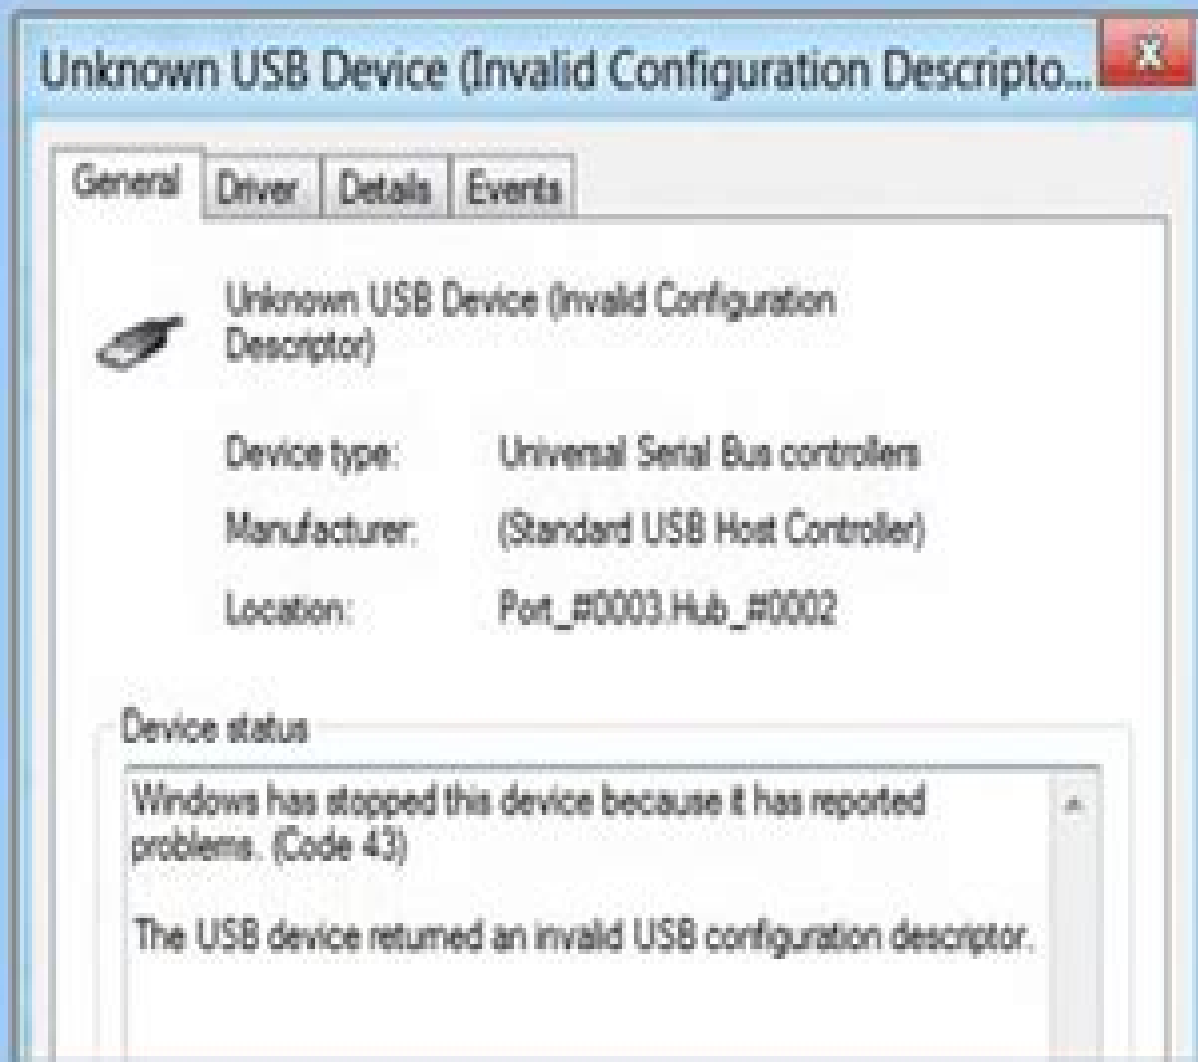 Unknown USB Device (Invalid Configuration Descripto...
x
General Driver Details Events
Unknown USB Device (Invalid Configuration
Descriptor)
Device type: Universal Serial Bus controllers
Manufacturer: (Standard USB Host Controller)
Location: Port_#0003.Hub_#0002
Device status
Windows has stopped this device because it has reported
problems. (Code 43)
The USB device returned an invalid USB configuration descriptor.